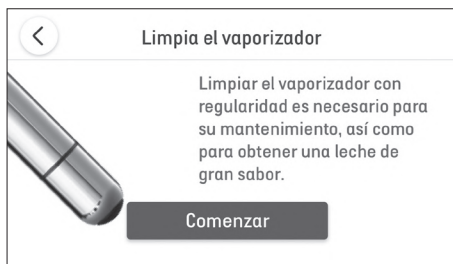 Limpia el vaporizador
Limpiar el vaporizador con
regularidad es necesario para
su mantenimiento, así como
para obtener una leche de
gran sabor.
Comenzar